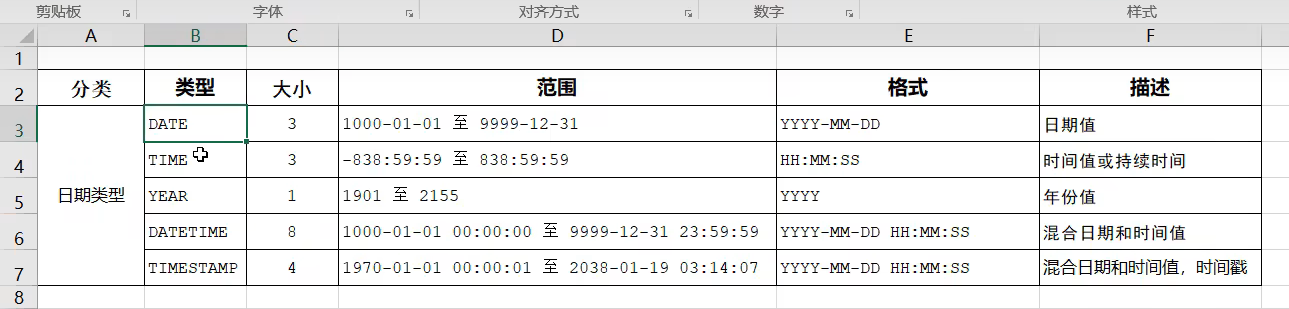 剪贴板 字体 对齐方式 数字 样式
A B C D E F
1
2 分类 类型 大小 范围 格式 描述
3 DATE 3 1000-01-01 至 9999-12-31 YYYY-MM-DD 日期值
4 TIME 3 -838:59:59 至 838:59:59 HH:MM:SS 时间值或持续时间
5 日期类型 YEAR 1 1901 至 2155 YYYY 年份值
6 DATETIME 8 1000-01-01 00:00:00 至 9999-12-31 23:59:59 YYYY-MM-DD HH:MM:SS 混合日期和时间值
7 TIMESTAMP 4 1970-01-01 00:00:01 至 2038-01-19 03:14:07 YYYY-MM-DD HH:MM:SS 混合日期和时间值，时间戳
8